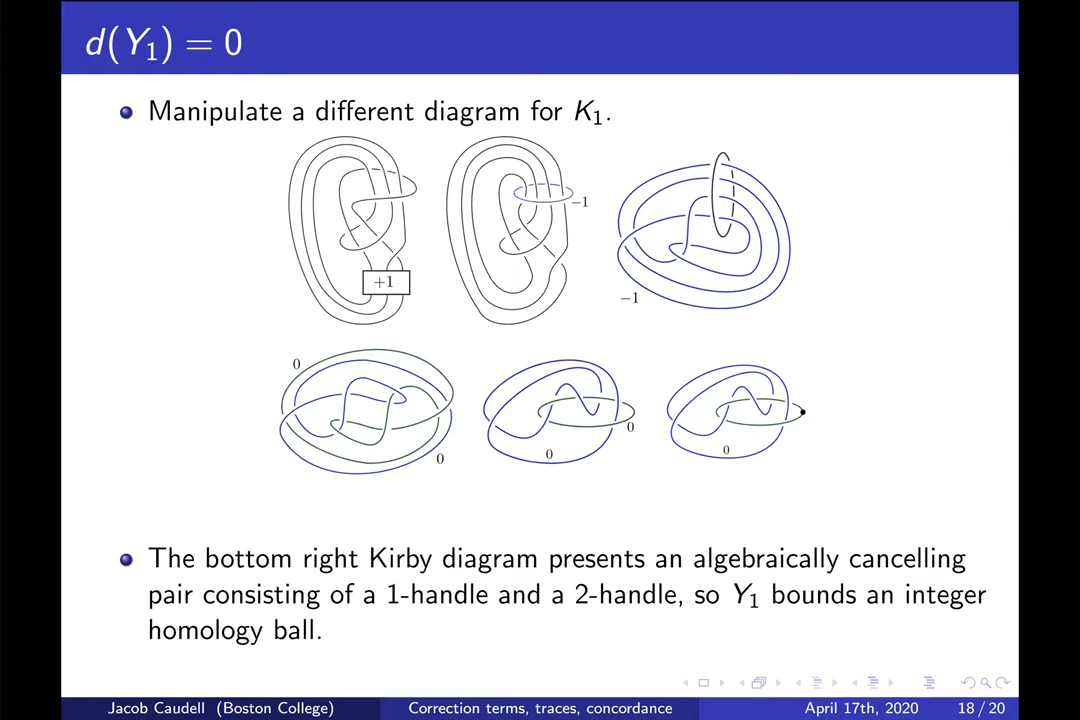 d(Y₁) = 0
Manipulate a different diagram for K₁.
+1
−1
−1
0
0
0
0
0
The bottom right Kirby diagram presents an algebraically cancelling
pair consisting of a 1-handle and a 2-handle, so Y₁ bounds an integer
homology ball.
Jacob Caudell (Boston College) Correction terms, traces, concordance April 17th, 2020 18 / 20